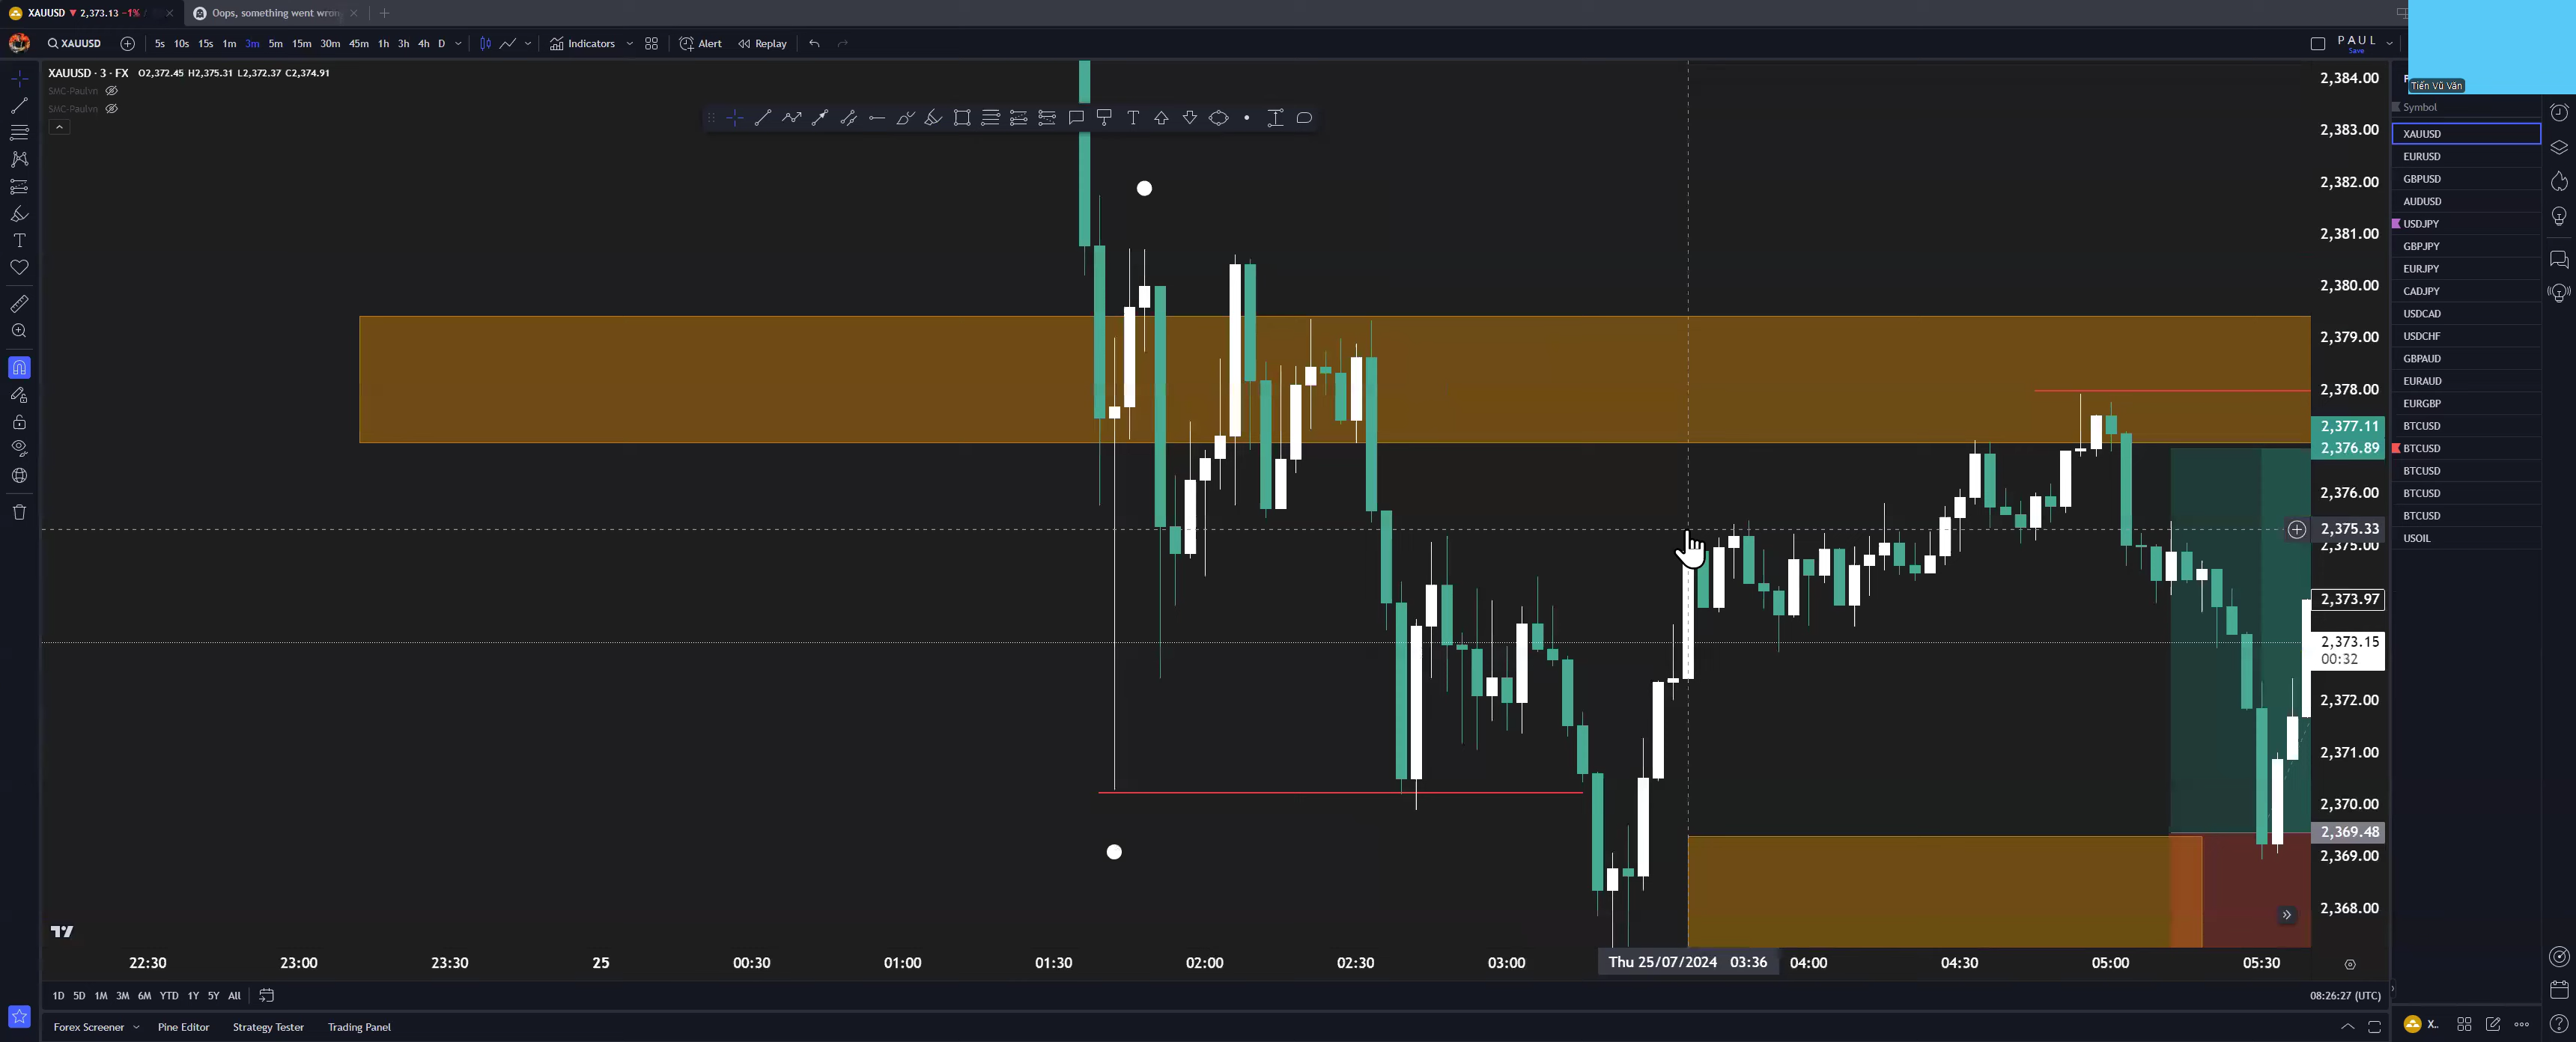 XAUUSD ▼ 2,373.13 −1% /
Oops, something went wron
XAUUSD
5s 10s 15s 1m 3m 5m 15m 30m 45m 1h 3h 4h D
Indicators
Alert
Replay
PAUL
Save
XAUUSD · 3 · FX O2,372.45 H2,375.31 L2,372.37 C2,374.91
SMC-Paulvn
SMC-Paulvn
Tiến Vũ Văn
Symbol
XAUUSD
EURUSD
GBPUSD
AUDUSD
USDJPY
GBPJPY
EURJPY
CADJPY
USDCAD
USDCHF
GBPAUD
EURAUD
EURGBP
BTCUSD
BTCUSD
BTCUSD
BTCUSD
BTCUSD
USOIL
2,384.00
2,383.00
2,382.00
2,381.00
2,380.00
2,379.00
2,378.00
2,377.11
2,376.89
2,376.00
2,375.33
2,375.00
2,373.97
2,373.15
00:32
2,372.00
2,371.00
2,370.00
2,369.48
2,369.00
2,368.00
22:30 23:00 23:30 25 00:30 01:00 01:30 02:00 02:30 03:00 Thu 25/07/2024 03:36 04:00 04:30 05:00 05:30
1D 5D 1M 3M 6M YTD 1Y 5Y All
08:26:27 (UTC)
Forex Screener Pine Editor Strategy Tester Trading Panel
X..